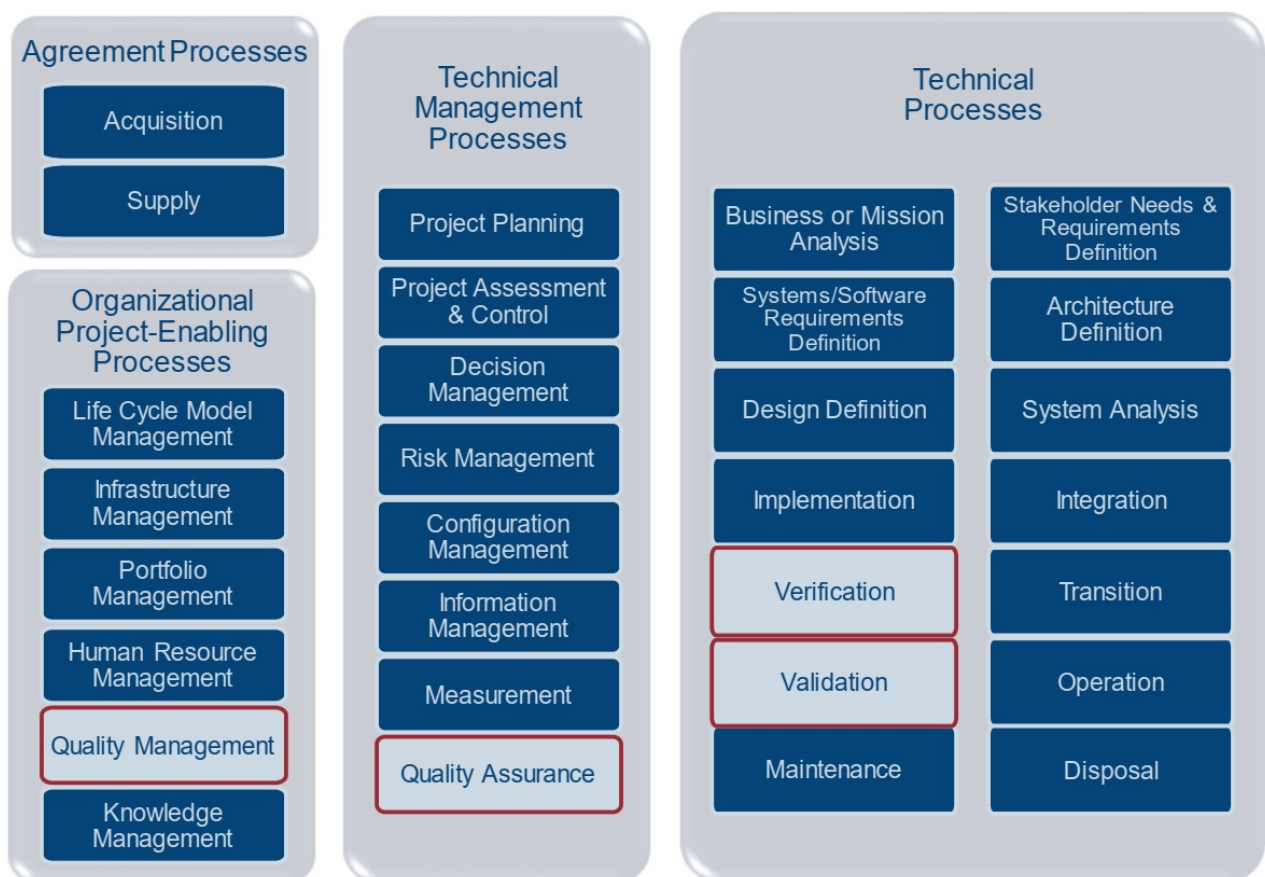 Agreement Processes
Acquisition
Supply
Organizational
Project-Enabling
Processes
Life Cycle Model
Management
Infrastructure
Management
Portfolio
Management
Human Resource
Management
Quality Management
Knowledge
Management
Technical
Management
Processes
Project Planning
Project Assessment
& Control
Decision
Management
Risk Management
Configuration
Management
Information
Management
Measurement
Quality Assurance
Technical
Processes
Business or Mission
Analysis
Stakeholder Needs &
Requirements
Definition
Systems/Software
Requirements
Definition
Architecture
Definition
Design Definition
System Analysis
Implementation
Integration
Verification
Transition
Validation
Operation
Maintenance
Disposal